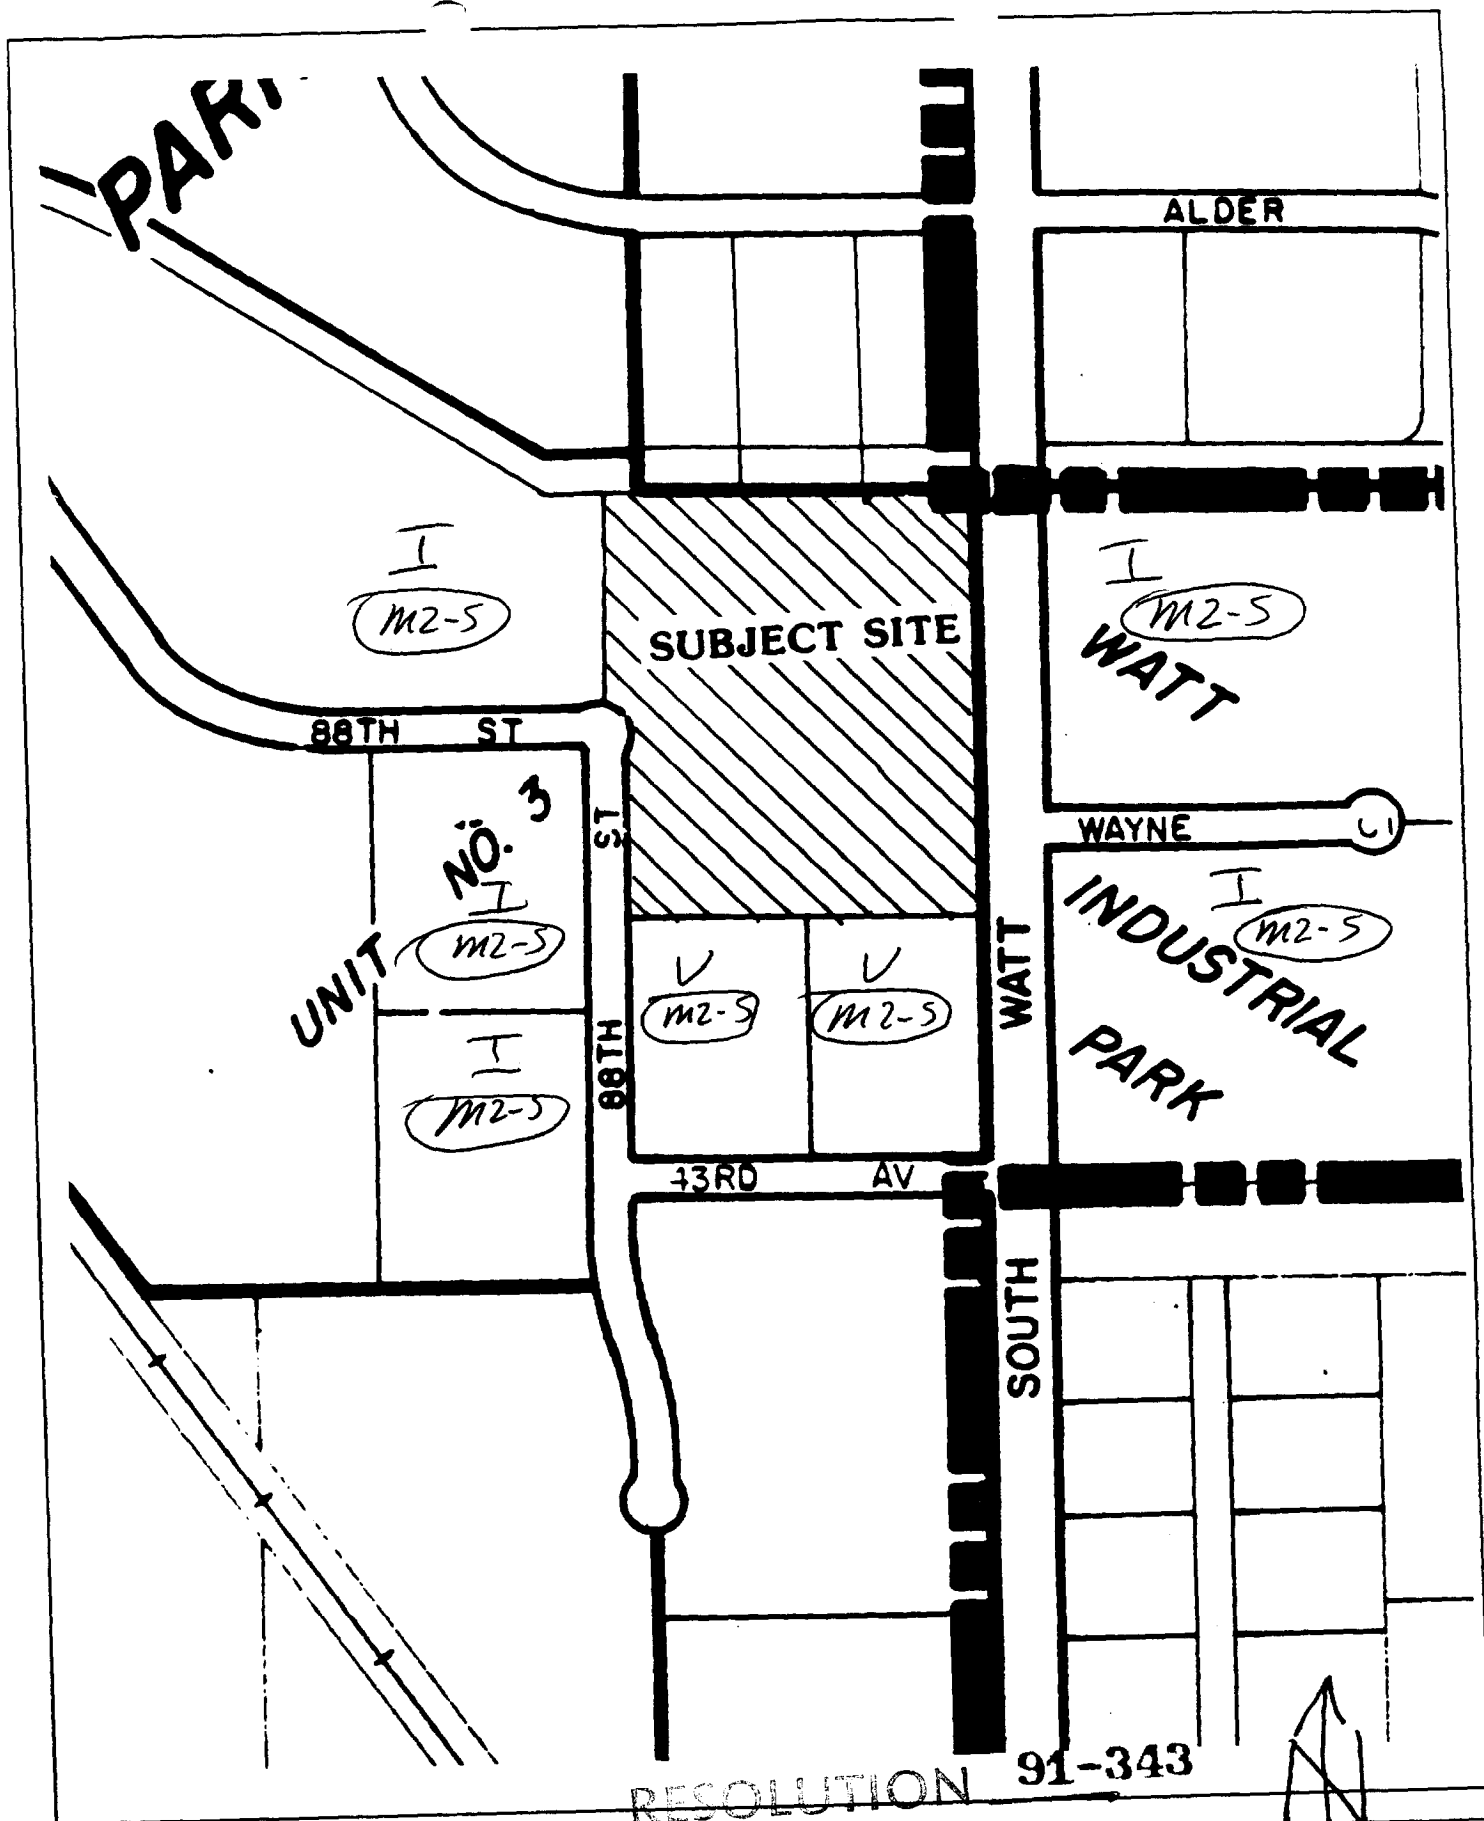 PARK
ALDER
I
M2-S
I
M2-S
SUBJECT SITE
WATT
88TH ST
NO. 3
ST
WAYNE CT
I
M2-S
I
M2-S
UNIT
INDUSTRIAL
V
M2-S
V
M2-S
WATT
I
M2-S
88TH
PARK
43RD AV
SOUTH
RESOLUTION 91-343
N